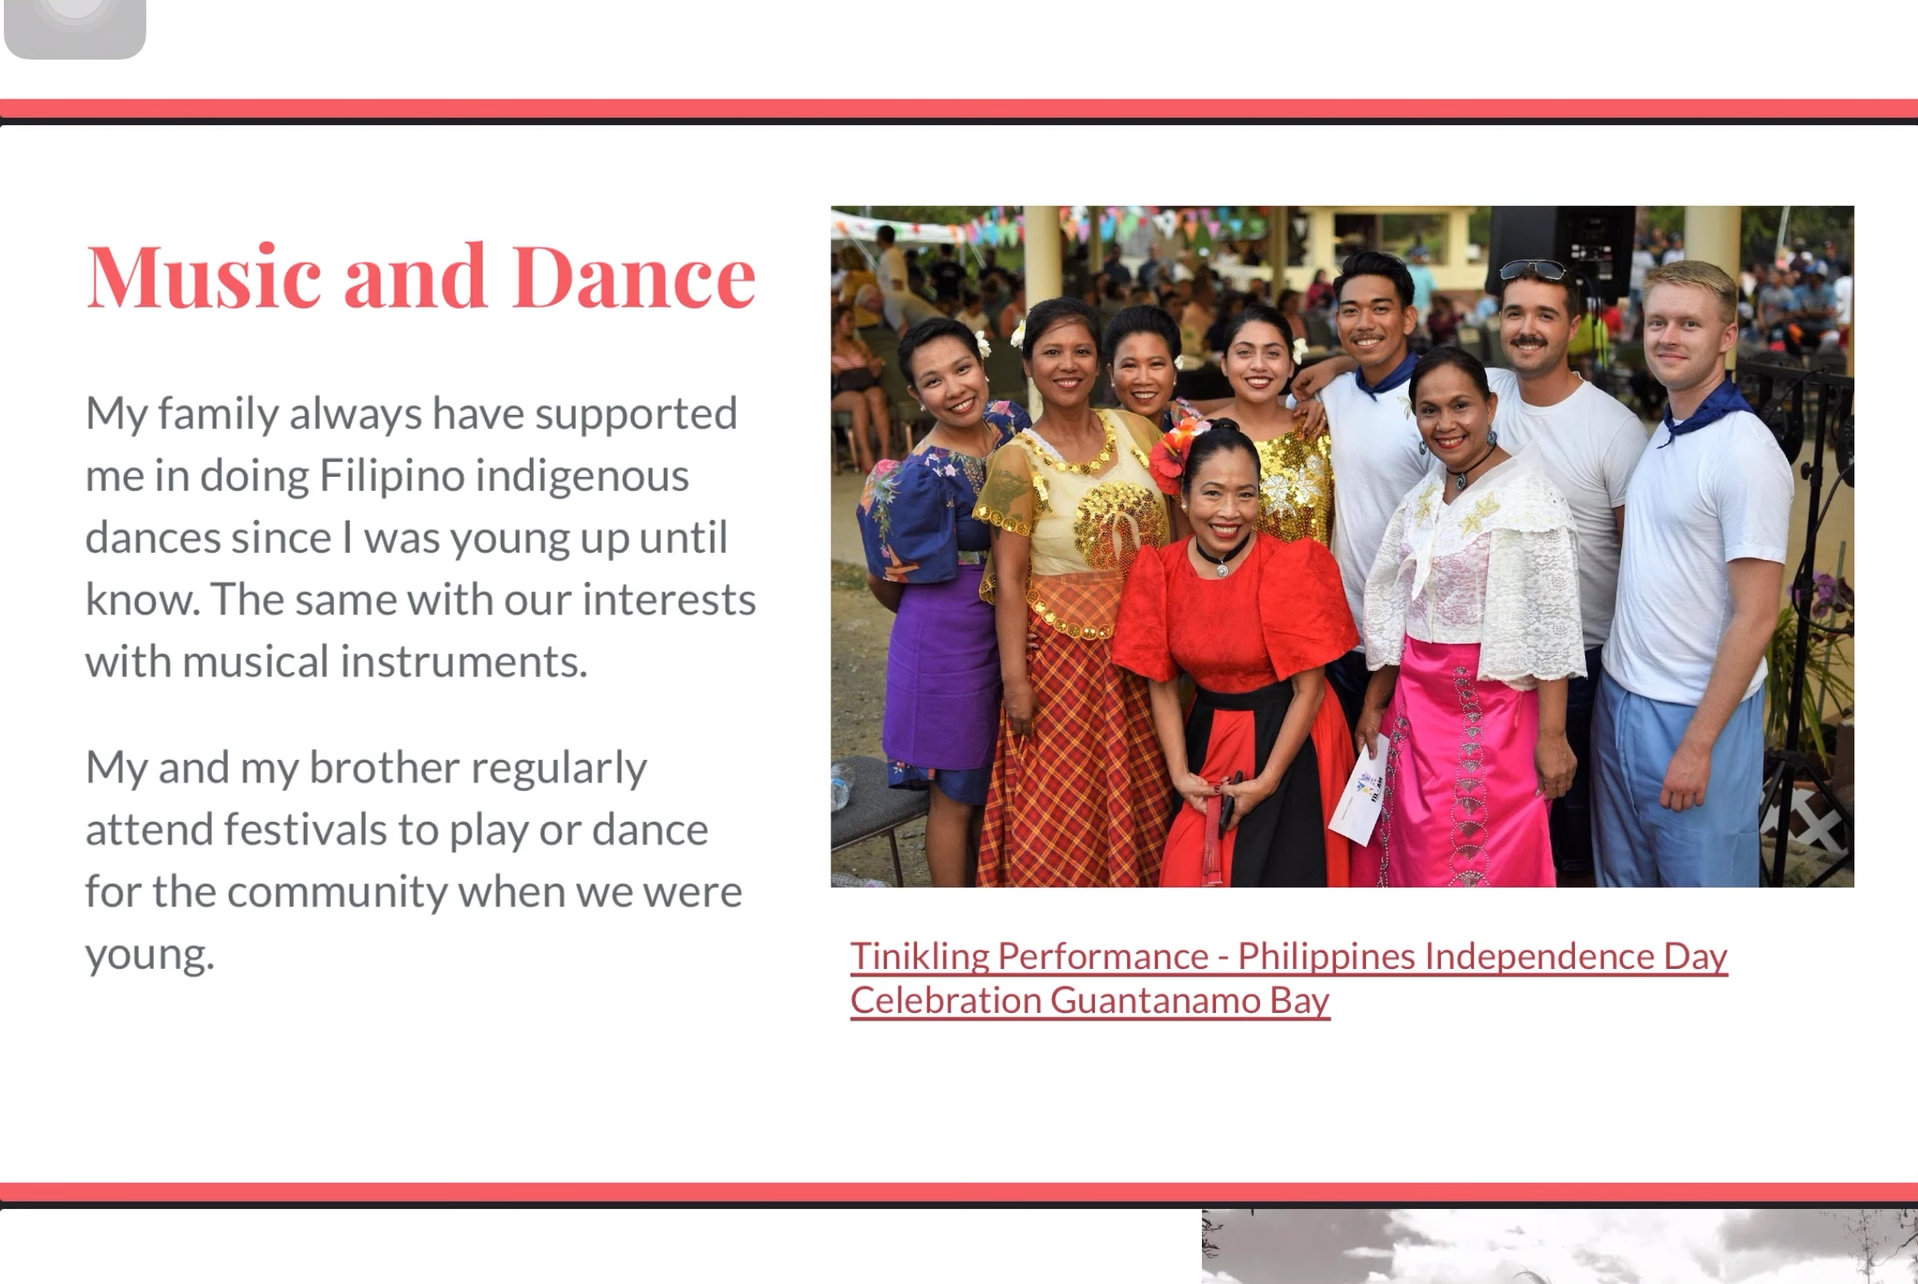 Music and Dance
My family always have supported
me in doing Filipino indigenous
dances since I was young up until
know. The same with our interests
with musical instruments.
My and my brother regularly
attend festivals to play or dance
for the community when we were
young.
Tinikling Performance - Philippines Independence Day
Celebration Guantanamo Bay